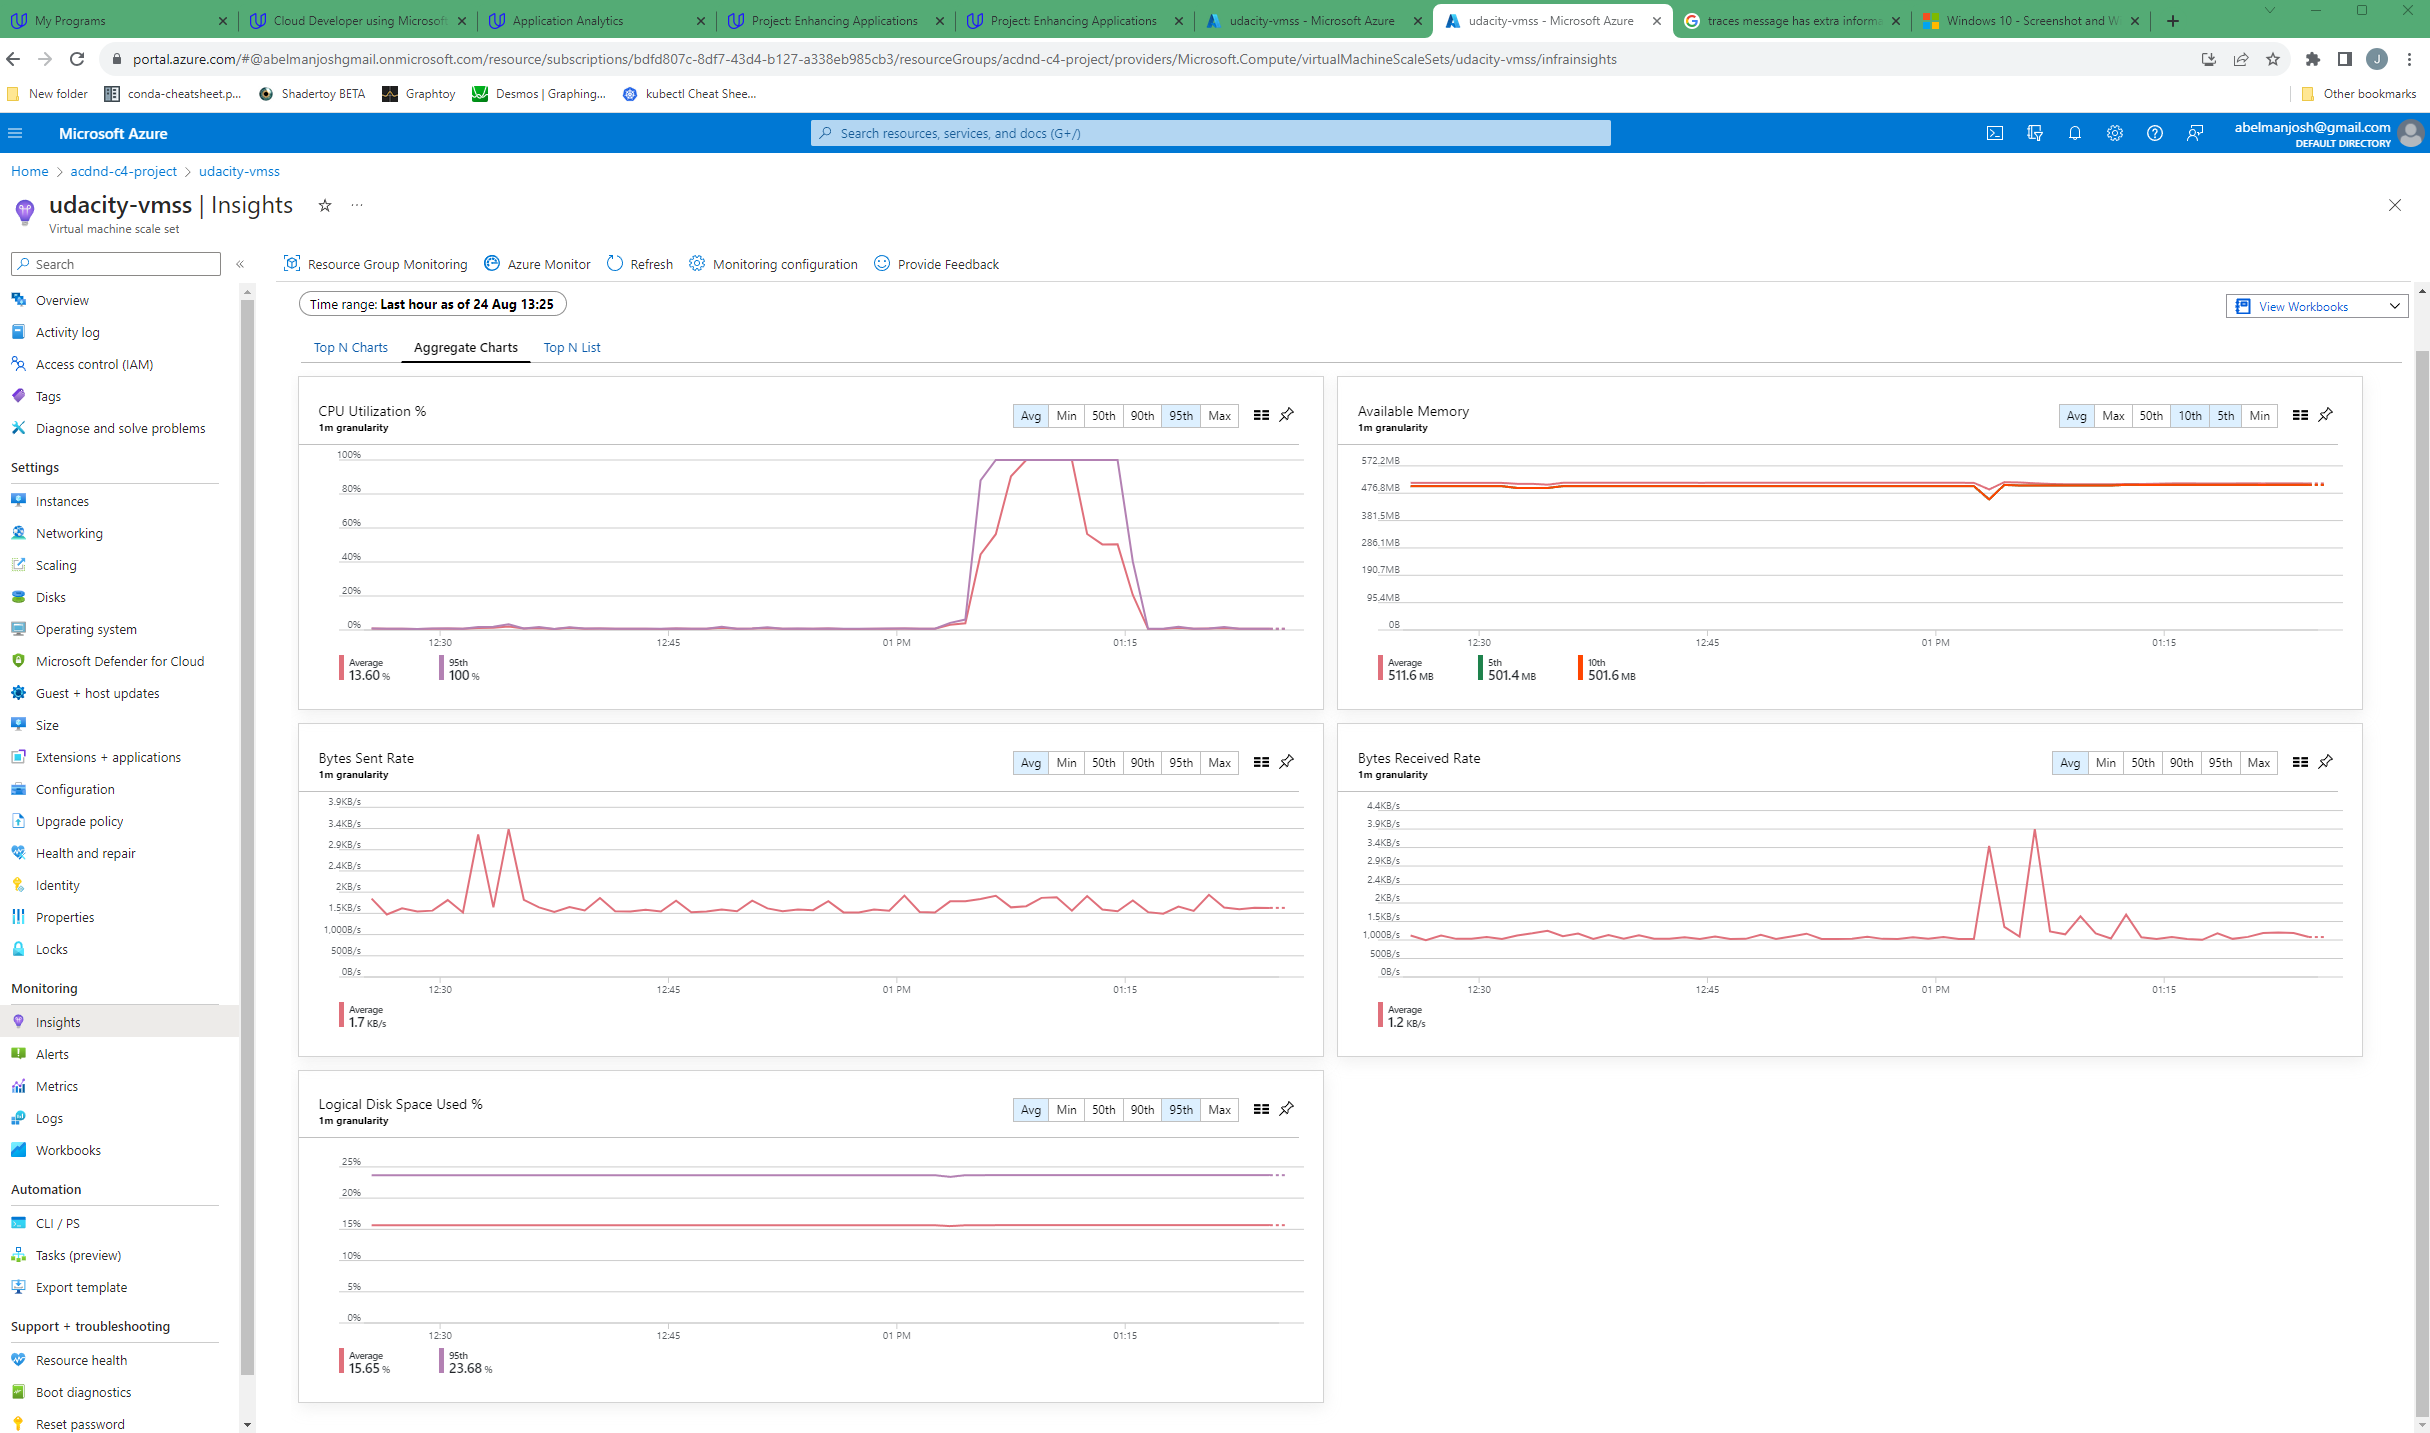 My Programs
Cloud Developer using Microsoft
Application Analytics
Project: Enhancing Applications
Project: Enhancing Applications
udacity-vmss - Microsoft Azure
udacity-vmss - Microsoft Azure
traces message has extra informa
Windows 10 - Screenshot and W
portal.azure.com/#@abelmanjoshgmail.onmicrosoft.com/resource/subscriptions/bdfd807c-8df7-43d4-b127-a338eb985cb3/resourceGroups/acdnd-c4-project/providers/Microsoft.Compute/virtualMachineScaleSets/udacity-vmss/infrainsights
J
New folder
conda-cheatsheet.p...
Shadertoy BETA
Graphtoy
Desmos | Graphing...
kubectl Cheat Shee...
Other bookmarks
Microsoft Azure
Search resources, services, and docs (G+/)
abelmanjosh@gmail.com
DEFAULT DIRECTORY
Home > acdnd-c4-project > udacity-vmss
udacity-vmss | Insights
Virtual machine scale set
Search
Overview
Activity log
Access control (IAM)
Tags
Diagnose and solve problems
Settings
Instances
Networking
Scaling
Disks
Operating system
Microsoft Defender for Cloud
Guest + host updates
Size
Extensions + applications
Configuration
Upgrade policy
Health and repair
Identity
Properties
Locks
Monitoring
Insights
Alerts
Metrics
Logs
Workbooks
Automation
CLI / PS
Tasks (preview)
Export template
Support + troubleshooting
Resource health
Boot diagnostics
Reset password
Resource Group Monitoring
Azure Monitor
Refresh
Monitoring configuration
Provide Feedback
Time range: Last hour as of 24 Aug 13:25
View Workbooks
Top N Charts
Aggregate Charts
Top N List
CPU Utilization %
1m granularity
Avg Min 50th 90th 95th Max
100%
80%
60%
40%
20%
0%
12:30 12:45 01 PM 01:15
Average
13.60 %
95th
100 %
Available Memory
1m granularity
Avg Max 50th 10th 5th Min
572.2MB
476.8MB
381.5MB
286.1MB
190.7MB
95.4MB
0B
12:30 12:45 01 PM 01:15
Average
511.6 MB
5th
501.4 MB
10th
501.6 MB
Bytes Sent Rate
1m granularity
Avg Min 50th 90th 95th Max
3.9KB/s
3.4KB/s
2.9KB/s
2.4KB/s
2KB/s
1.5KB/s
1,000B/s
500B/s
0B/s
12:30 12:45 01 PM 01:15
Average
1.7 KB/s
Bytes Received Rate
1m granularity
Avg Min 50th 90th 95th Max
4.4KB/s
3.9KB/s
3.4KB/s
2.9KB/s
2.4KB/s
2KB/s
1.5KB/s
1,000B/s
500B/s
0B/s
12:30 12:45 01 PM 01:15
Average
1.2 KB/s
Logical Disk Space Used %
1m granularity
Avg Min 50th 90th 95th Max
25%
20%
15%
10%
5%
0%
12:30 12:45 01 PM 01:15
Average
15.65 %
95th
23.68 %